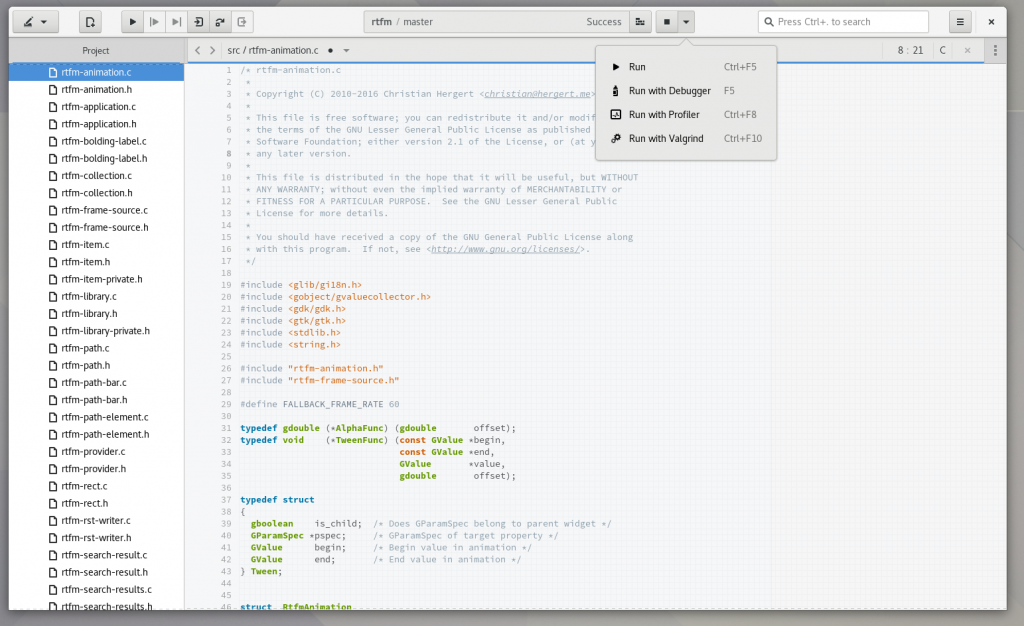 rtfm / master Success
Press Ctrl+. to search
Project
src / rtfm-animation.c
8 : 21 C
Run Ctrl+F5
Run with Debugger F5
Run with Profiler Ctrl+F8
Run with Valgrind Ctrl+F10
rtfm-animation.c
rtfm-animation.h
rtfm-application.c
rtfm-application.h
rtfm-bolding-label.c
rtfm-bolding-label.h
rtfm-collection.c
rtfm-collection.h
rtfm-frame-source.c
rtfm-frame-source.h
rtfm-item.c
rtfm-item.h
rtfm-item-private.h
rtfm-library.c
rtfm-library.h
rtfm-library-private.h
rtfm-path.c
rtfm-path.h
rtfm-path-bar.c
rtfm-path-bar.h
rtfm-path-element.c
rtfm-path-element.h
rtfm-provider.c
rtfm-provider.h
rtfm-rect.c
rtfm-rect.h
rtfm-rst-writer.c
rtfm-rst-writer.h
rtfm-search-result.c
rtfm-search-result.h
rtfm-search-results.c
rtfm-search-results.h
1 /* rtfm-animation.c
2 *
3 * Copyright (C) 2010-2016 Christian Hergert <christian@hergert.me>
4 *
5 * This file is free software; you can redistribute it and/or modif
6 * the terms of the GNU Lesser General Public License as published
7 * Software Foundation; either version 2.1 of the License, or (at y
8 * any later version.
9 *
10 * This file is distributed in the hope that it will be useful, but WITHOUT
11 * ANY WARRANTY; without even the implied warranty of MERCHANTABILITY or
12 * FITNESS FOR A PARTICULAR PURPOSE.  See the GNU Lesser General Public
13 * License for more details.
14 *
15 * You should have received a copy of the GNU General Public License along
16 * with this program.  If not, see <http://www.gnu.org/licenses/>.
17 */
18
19 #include <glib/gi18n.h>
20 #include <gobject/gvaluecollector.h>
21 #include <gdk/gdk.h>
22 #include <gtk/gtk.h>
23 #include <stdlib.h>
24 #include <string.h>
25
26 #include "rtfm-animation.h"
27 #include "rtfm-frame-source.h"
28
29 #define FALLBACK_FRAME_RATE 60
30
31 typedef gdouble (*AlphaFunc) (gdouble       offset);
32 typedef void    (*TweenFunc) (const GValue *begin,
33                               const GValue *end,
34                               GValue       *value,
35                               gdouble       offset);
36
37 typedef struct
38 {
39   gboolean    is_child;  /* Does GParamSpec belong to parent widget */
40   GParamSpec *pspec;     /* GParamSpec of target property */
41   GValue      begin;     /* Begin value in animation */
42   GValue      end;       /* End value in animation */
43 } Tween;
44
45
46 struct _RtfmAnimation